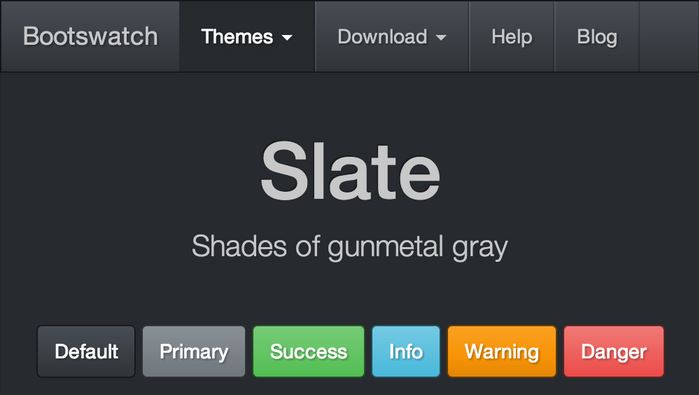 Bootswatch Themes Download Help Blog
Slate
Shades of gunmetal gray
Default Primary Success Info Warning Danger